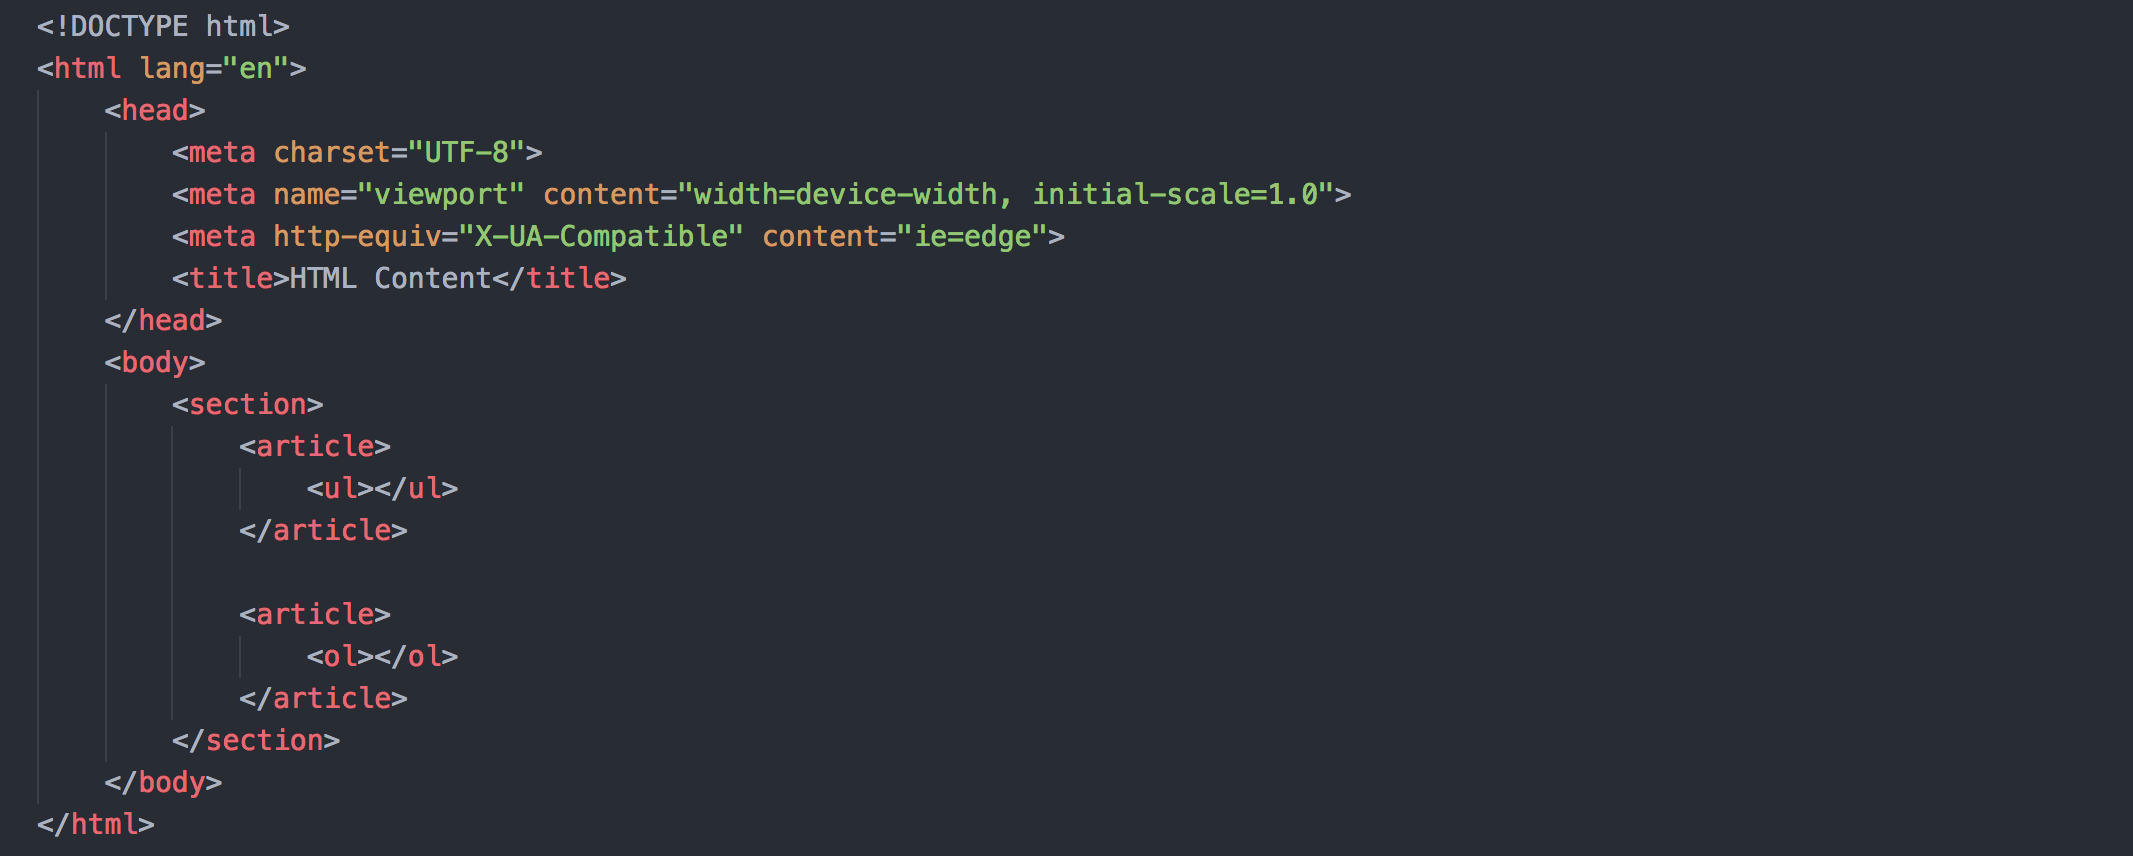 <!DOCTYPE html>
<html lang="en">
    <head>
        <meta charset="UTF-8">
        <meta name="viewport" content="width=device-width, initial-scale=1.0">
        <meta http-equiv="X-UA-Compatible" content="ie=edge">
        <title>HTML Content</title>
    </head>
    <body>
        <section>
            <article>
                <ul></ul>
            </article>

            <article>
                <ol></ol>
            </article>
        </section>
    </body>
</html>